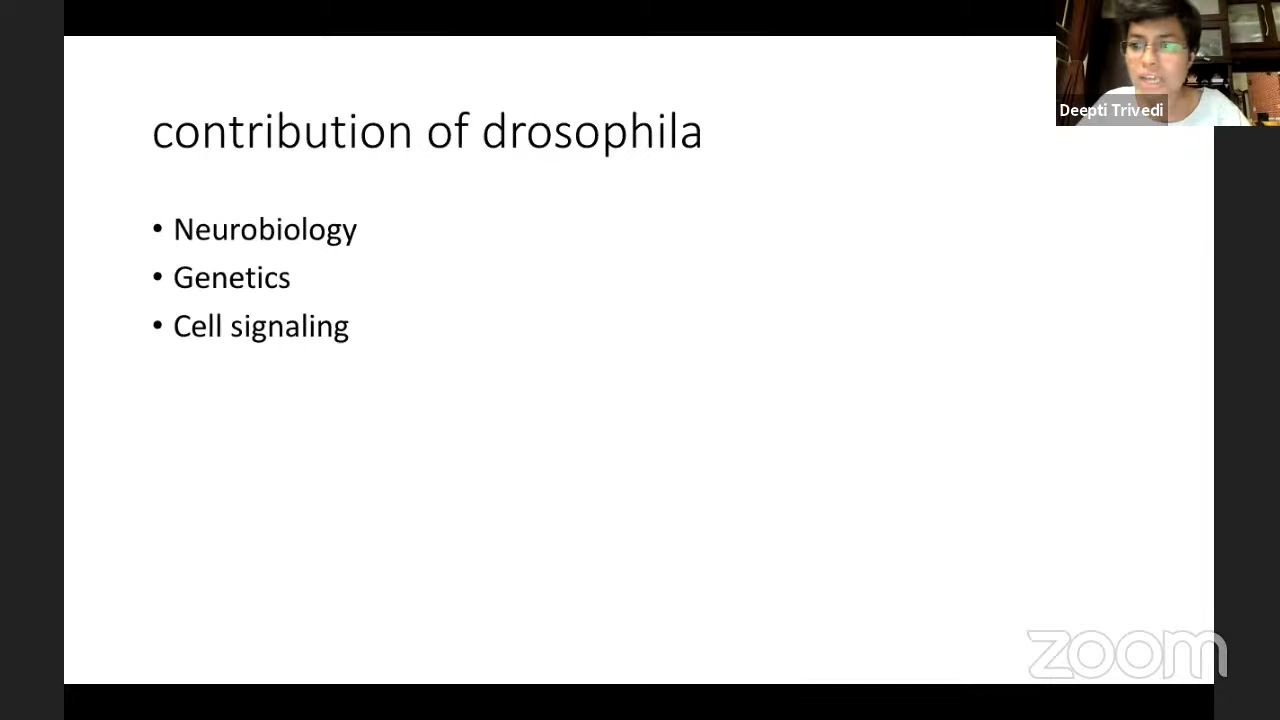 Deepti Trivedi
contribution of drosophila
• Neurobiology
• Genetics
• Cell signaling
zoom